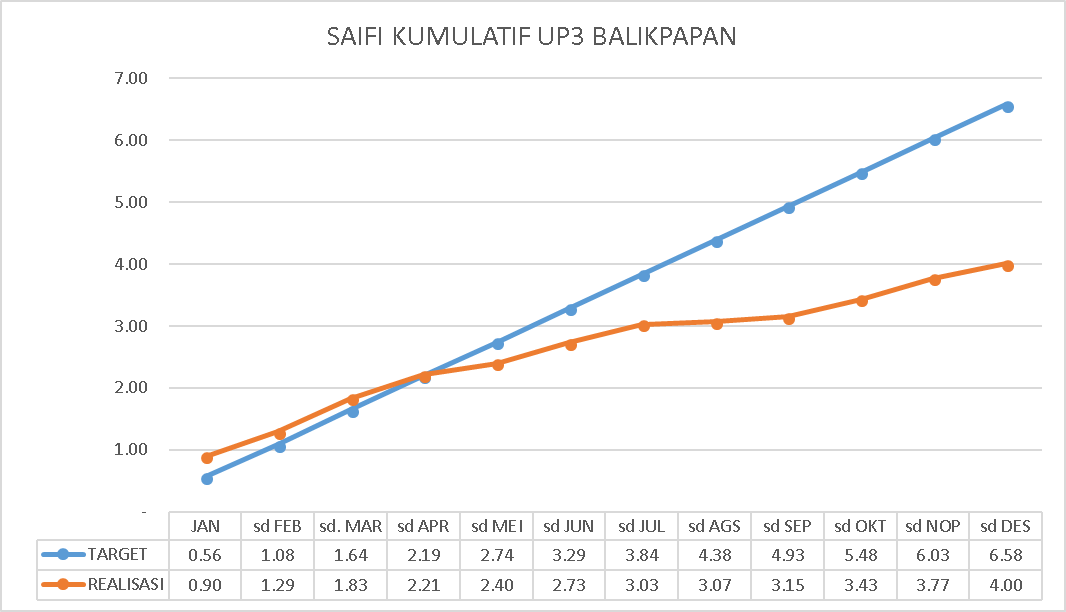 SAIFI KUMULATIF UP3 BALIKPAPAN
7.00
6.00
5.00
4.00
3.00
2.00
1.00
-
JAN sd FEB sd. MAR sd APR sd MEI sd JUN sd JUL sd AGS sd SEP sd OKT sd NOP sd DES
TARGET 0.56 1.08 1.64 2.19 2.74 3.29 3.84 4.38 4.93 5.48 6.03 6.58
REALISASI 0.90 1.29 1.83 2.21 2.40 2.73 3.03 3.07 3.15 3.43 3.77 4.00